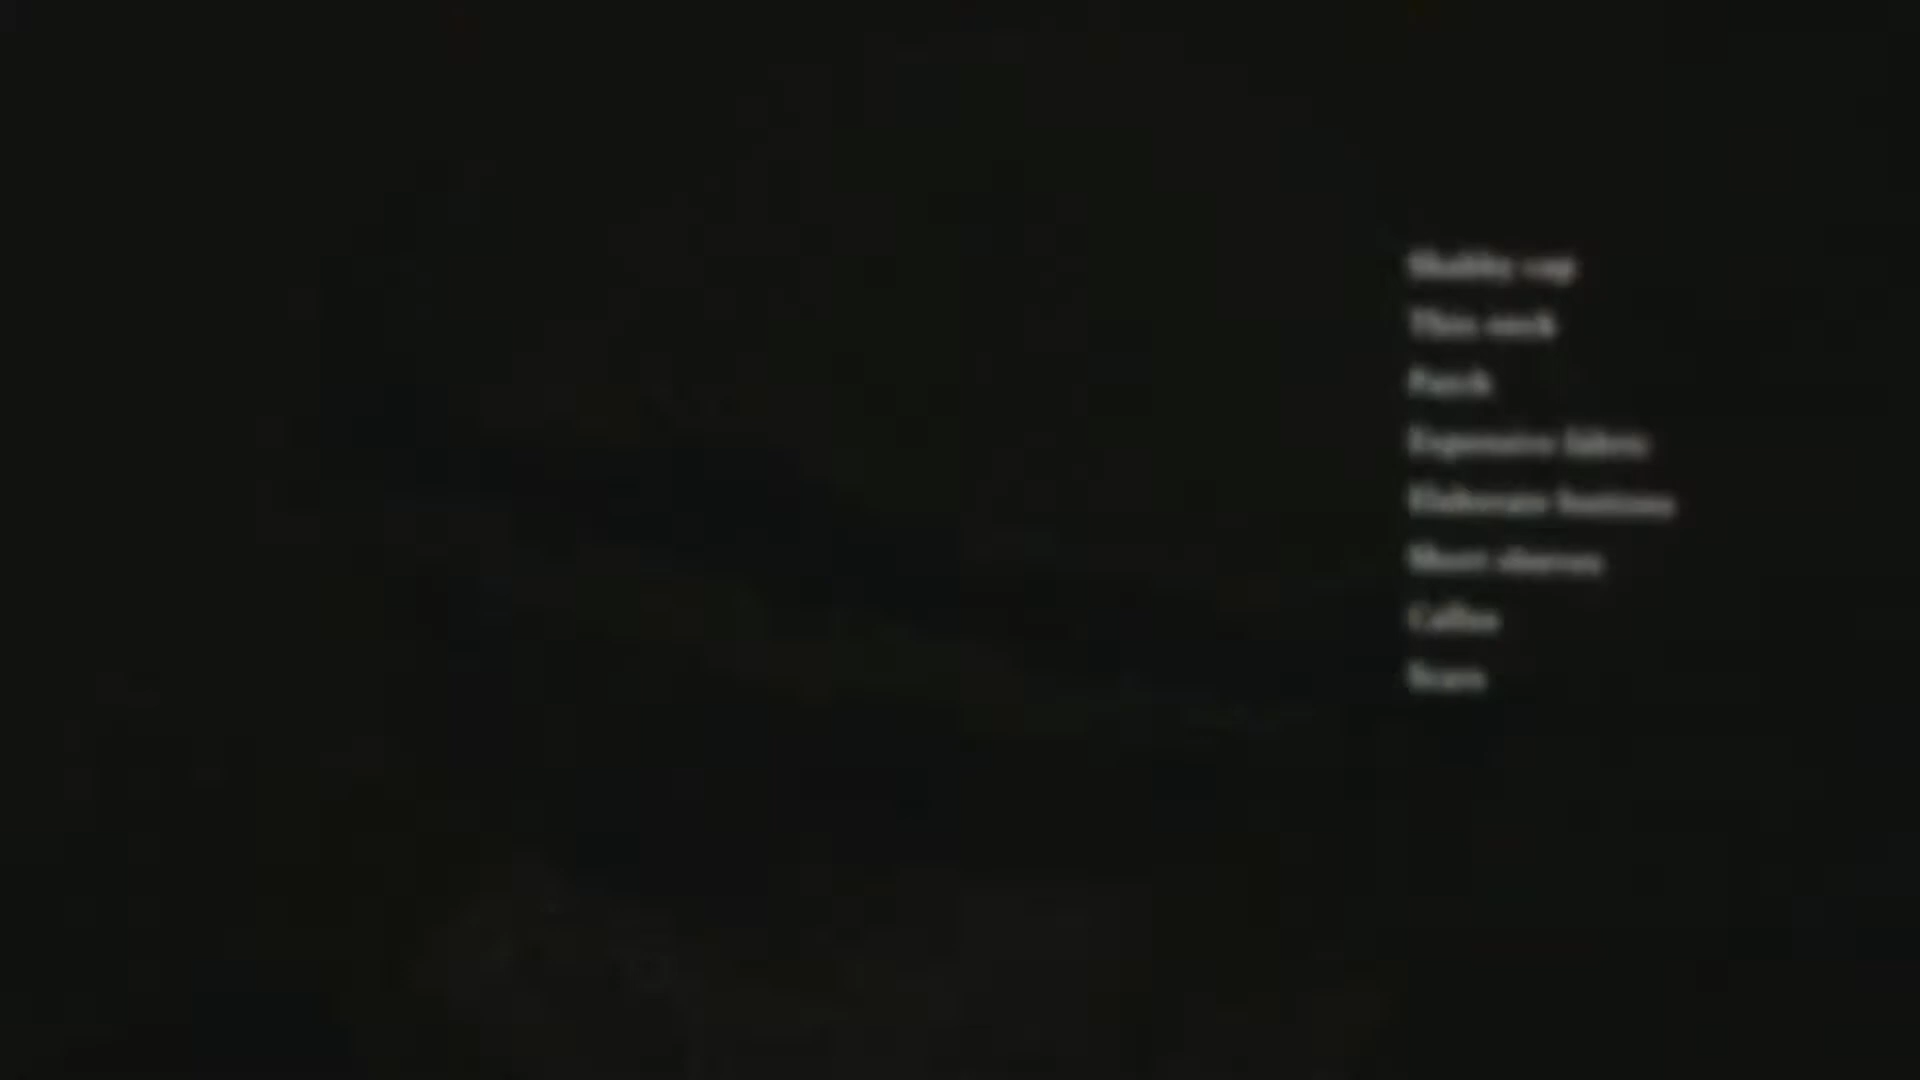 Shabby cap
Thin neck
Patch
Expensive fabric
Elaborate buttons
Short sleeves
Callus
Scars